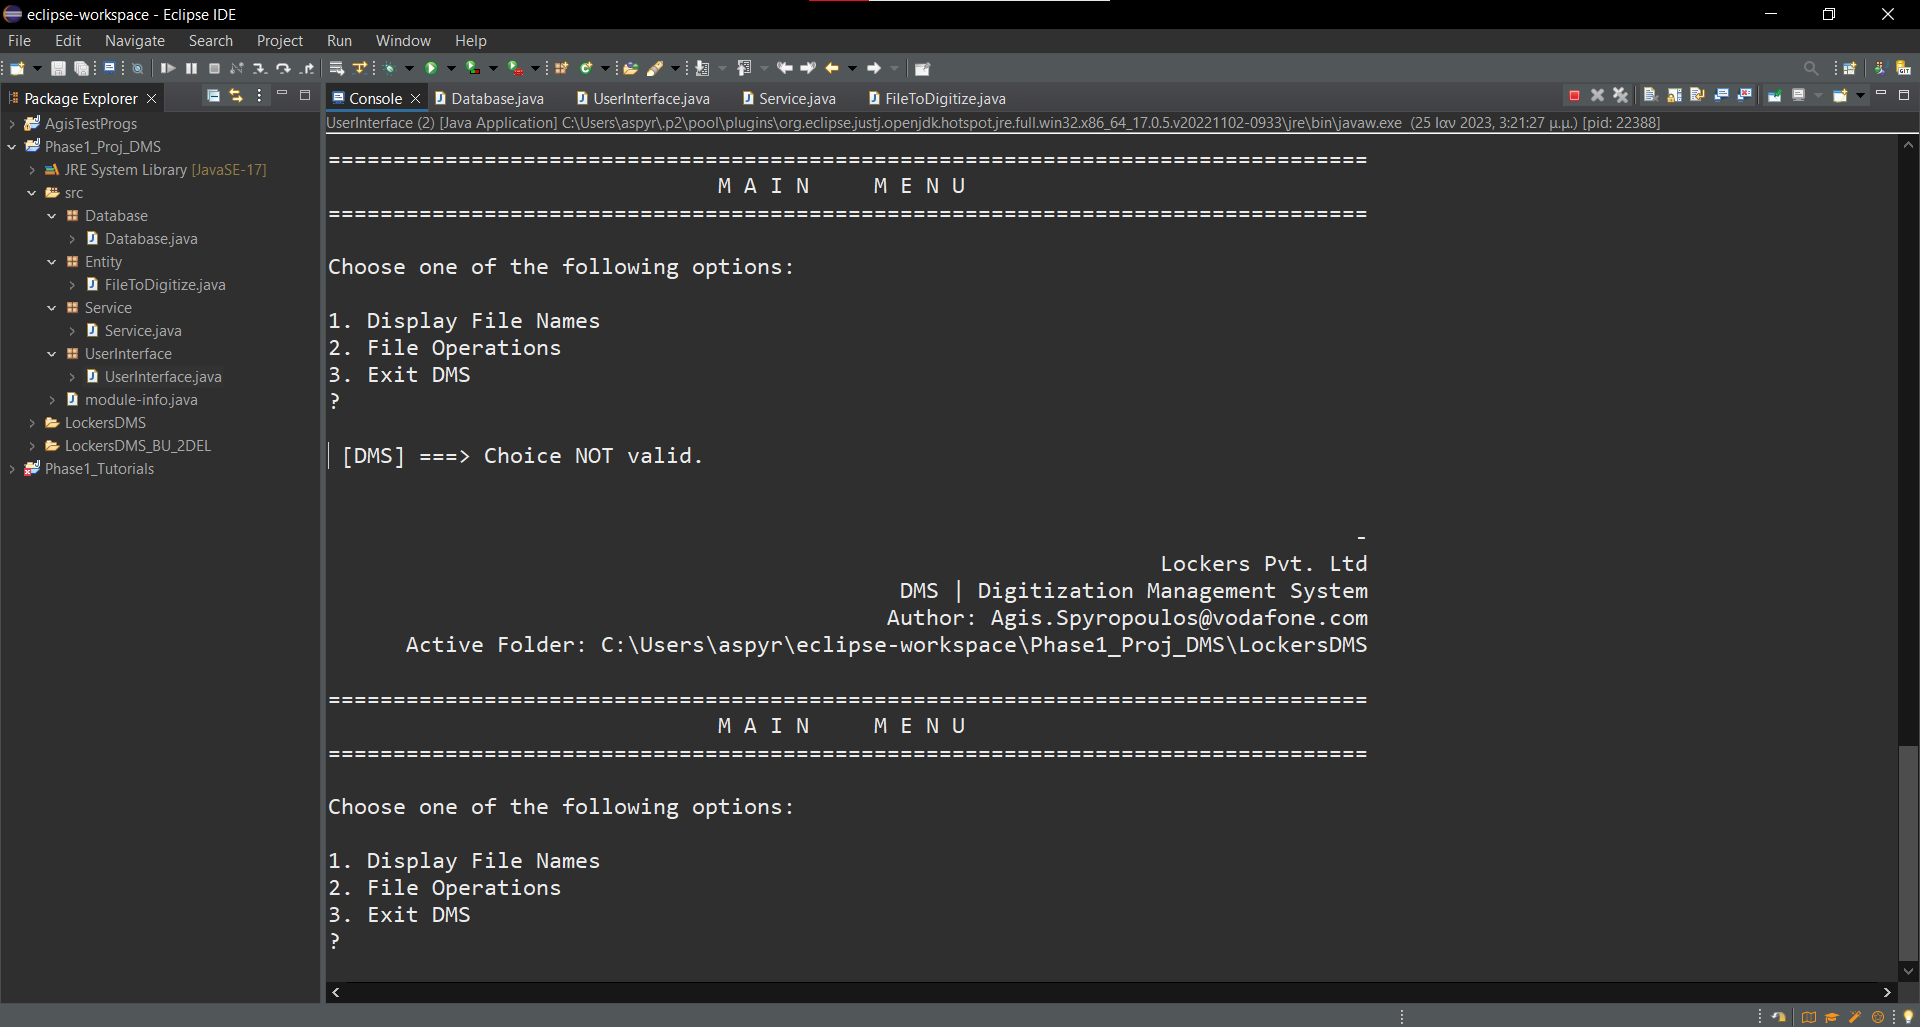 eclipse-workspace - Eclipse IDE
File Edit Navigate Search Project Run Window Help
Package Explorer
Console Database.java UserInterface.java Service.java FileToDigitize.java
UserInterface (2) [Java Application] C:\Users\aspyr\.p2\pool\plugins\org.eclipse.justj.openjdk.hotspot.jre.full.win32.x86_64_17.0.5.v20221102-0933\jre\bin\javaw.exe (25 Ιαν 2023, 3:21:27 μ.μ.) [pid: 22388]
AgisTestProgs
Phase1_Proj_DMS
JRE System Library [JavaSE-17]
src
Database
Database.java
Entity
FileToDigitize.java
Service
Service.java
UserInterface
UserInterface.java
module-info.java
LockersDMS
LockersDMS_BU_2DEL
Phase1_Tutorials
================================================================================
M A I N     M E N U
================================================================================
Choose one of the following options:
1. Display File Names
2. File Operations
3. Exit DMS
?
[DMS] ===> Choice NOT valid.
-
Lockers Pvt. Ltd
DMS | Digitization Management System
Author: Agis.Spyropoulos@vodafone.com
Active Folder: C:\Users\aspyr\eclipse-workspace\Phase1_Proj_DMS\LockersDMS
================================================================================
M A I N     M E N U
================================================================================
Choose one of the following options:
1. Display File Names
2. File Operations
3. Exit DMS
?